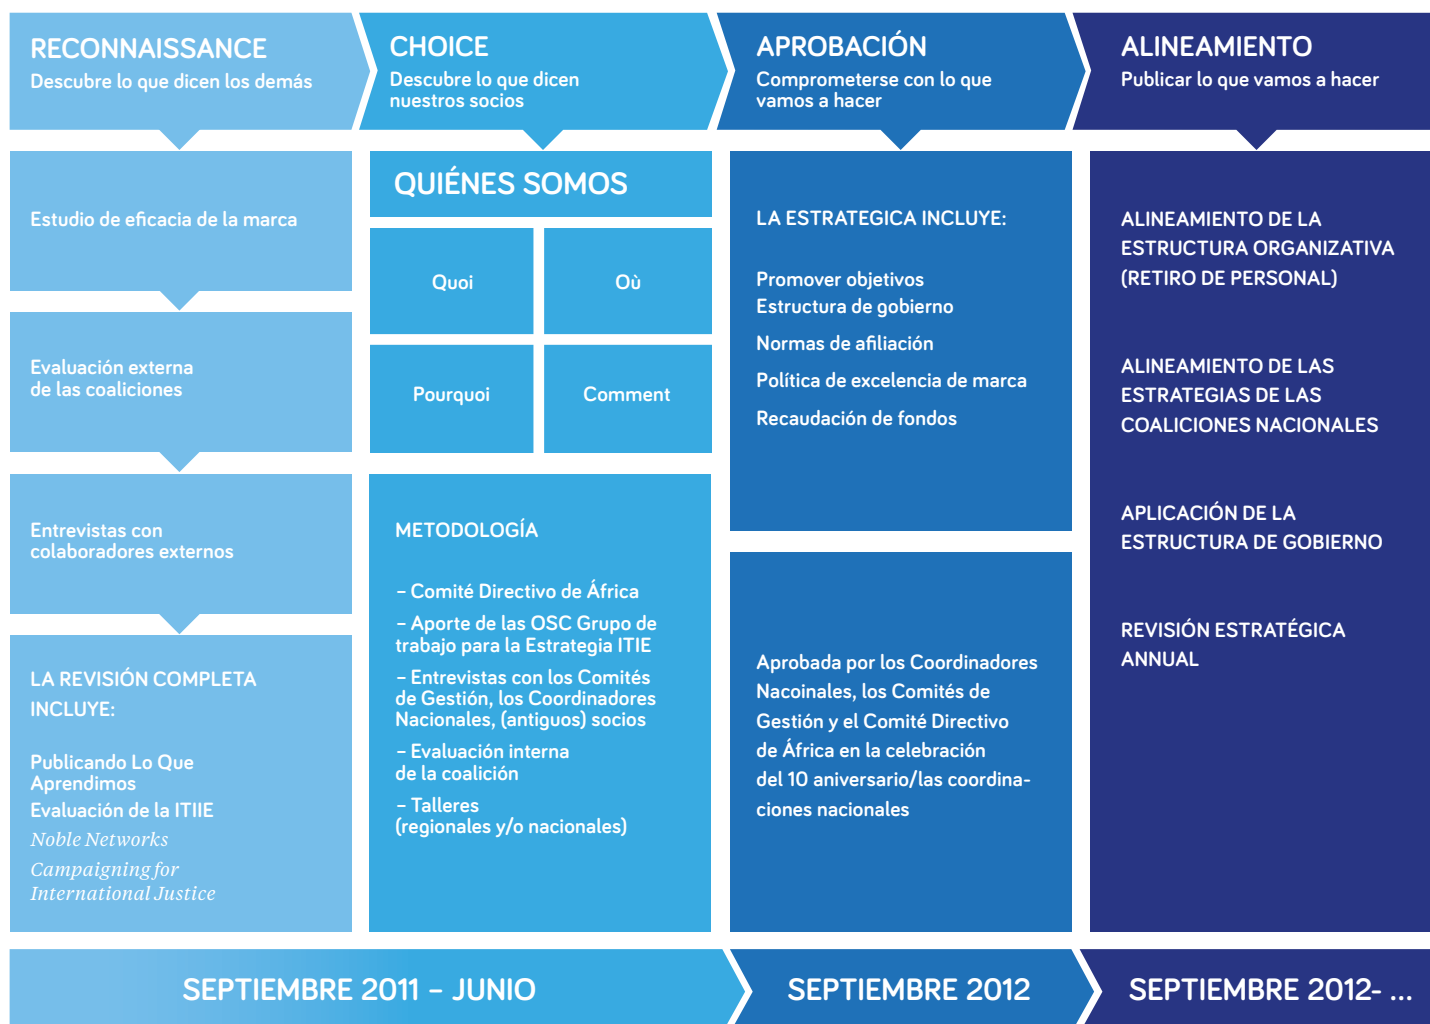 RECONNAISSANCE
Descubre lo que dicen los demás
Estudio de eficacia de la marca
Evaluación externa
de las coaliciones
Entrevistas con
colaboradores externos
LA REVISIÓN COMPLETA
INCLUYE:
Publicando Lo Que
Aprendimos
Evaluación de la ITIIE
Noble Networks
Campaigning for
International Justice
CHOICE
Descubre lo que dicen
nuestros socios
QUIÉNES SOMOS
Quoi
Où
Pourquoi
Comment
METODOLOGÍA
– Comité Directivo de África
– Aporte de las OSC Grupo de
trabajo para la Estrategia ITIE
– Entrevistas con los Comités
de Gestión, los Coordinadores
Nacionales, (antiguos) socios
– Evaluación interna
de la coalición
– Talleres
(regionales y/o nacionales)
APROBACIÓN
Comprometerse con lo que
vamos a hacer
LA ESTRATEGICA INCLUYE:
Promover objetivos
Estructura de gobierno
Normas de afiliación
Política de excelencia de marca
Recaudación de fondos
Aprobada por los Coordinadores
Nacoinales, los Comités de
Gestión y el Comité Directivo
de África en la celebración
del 10 aniversario/las coordina-
ciones nacionales
ALINEAMIENTO
Publicar lo que vamos a hacer
ALINEAMIENTO DE LA
ESTRUCTURA ORGANIZATIVA
(RETIRO DE PERSONAL)
ALINEAMIENTO DE LAS
ESTRATEGIAS DE LAS
COALICIONES NACIONALES
APLICACIÓN DE LA
ESTRUCTURA DE GOBIERNO
REVISIÓN ESTRATÉGICA
ANNUAL
SEPTIEMBRE 2011 – JUNIO
SEPTIEMBRE 2012
SEPTIEMBRE 2012- ...